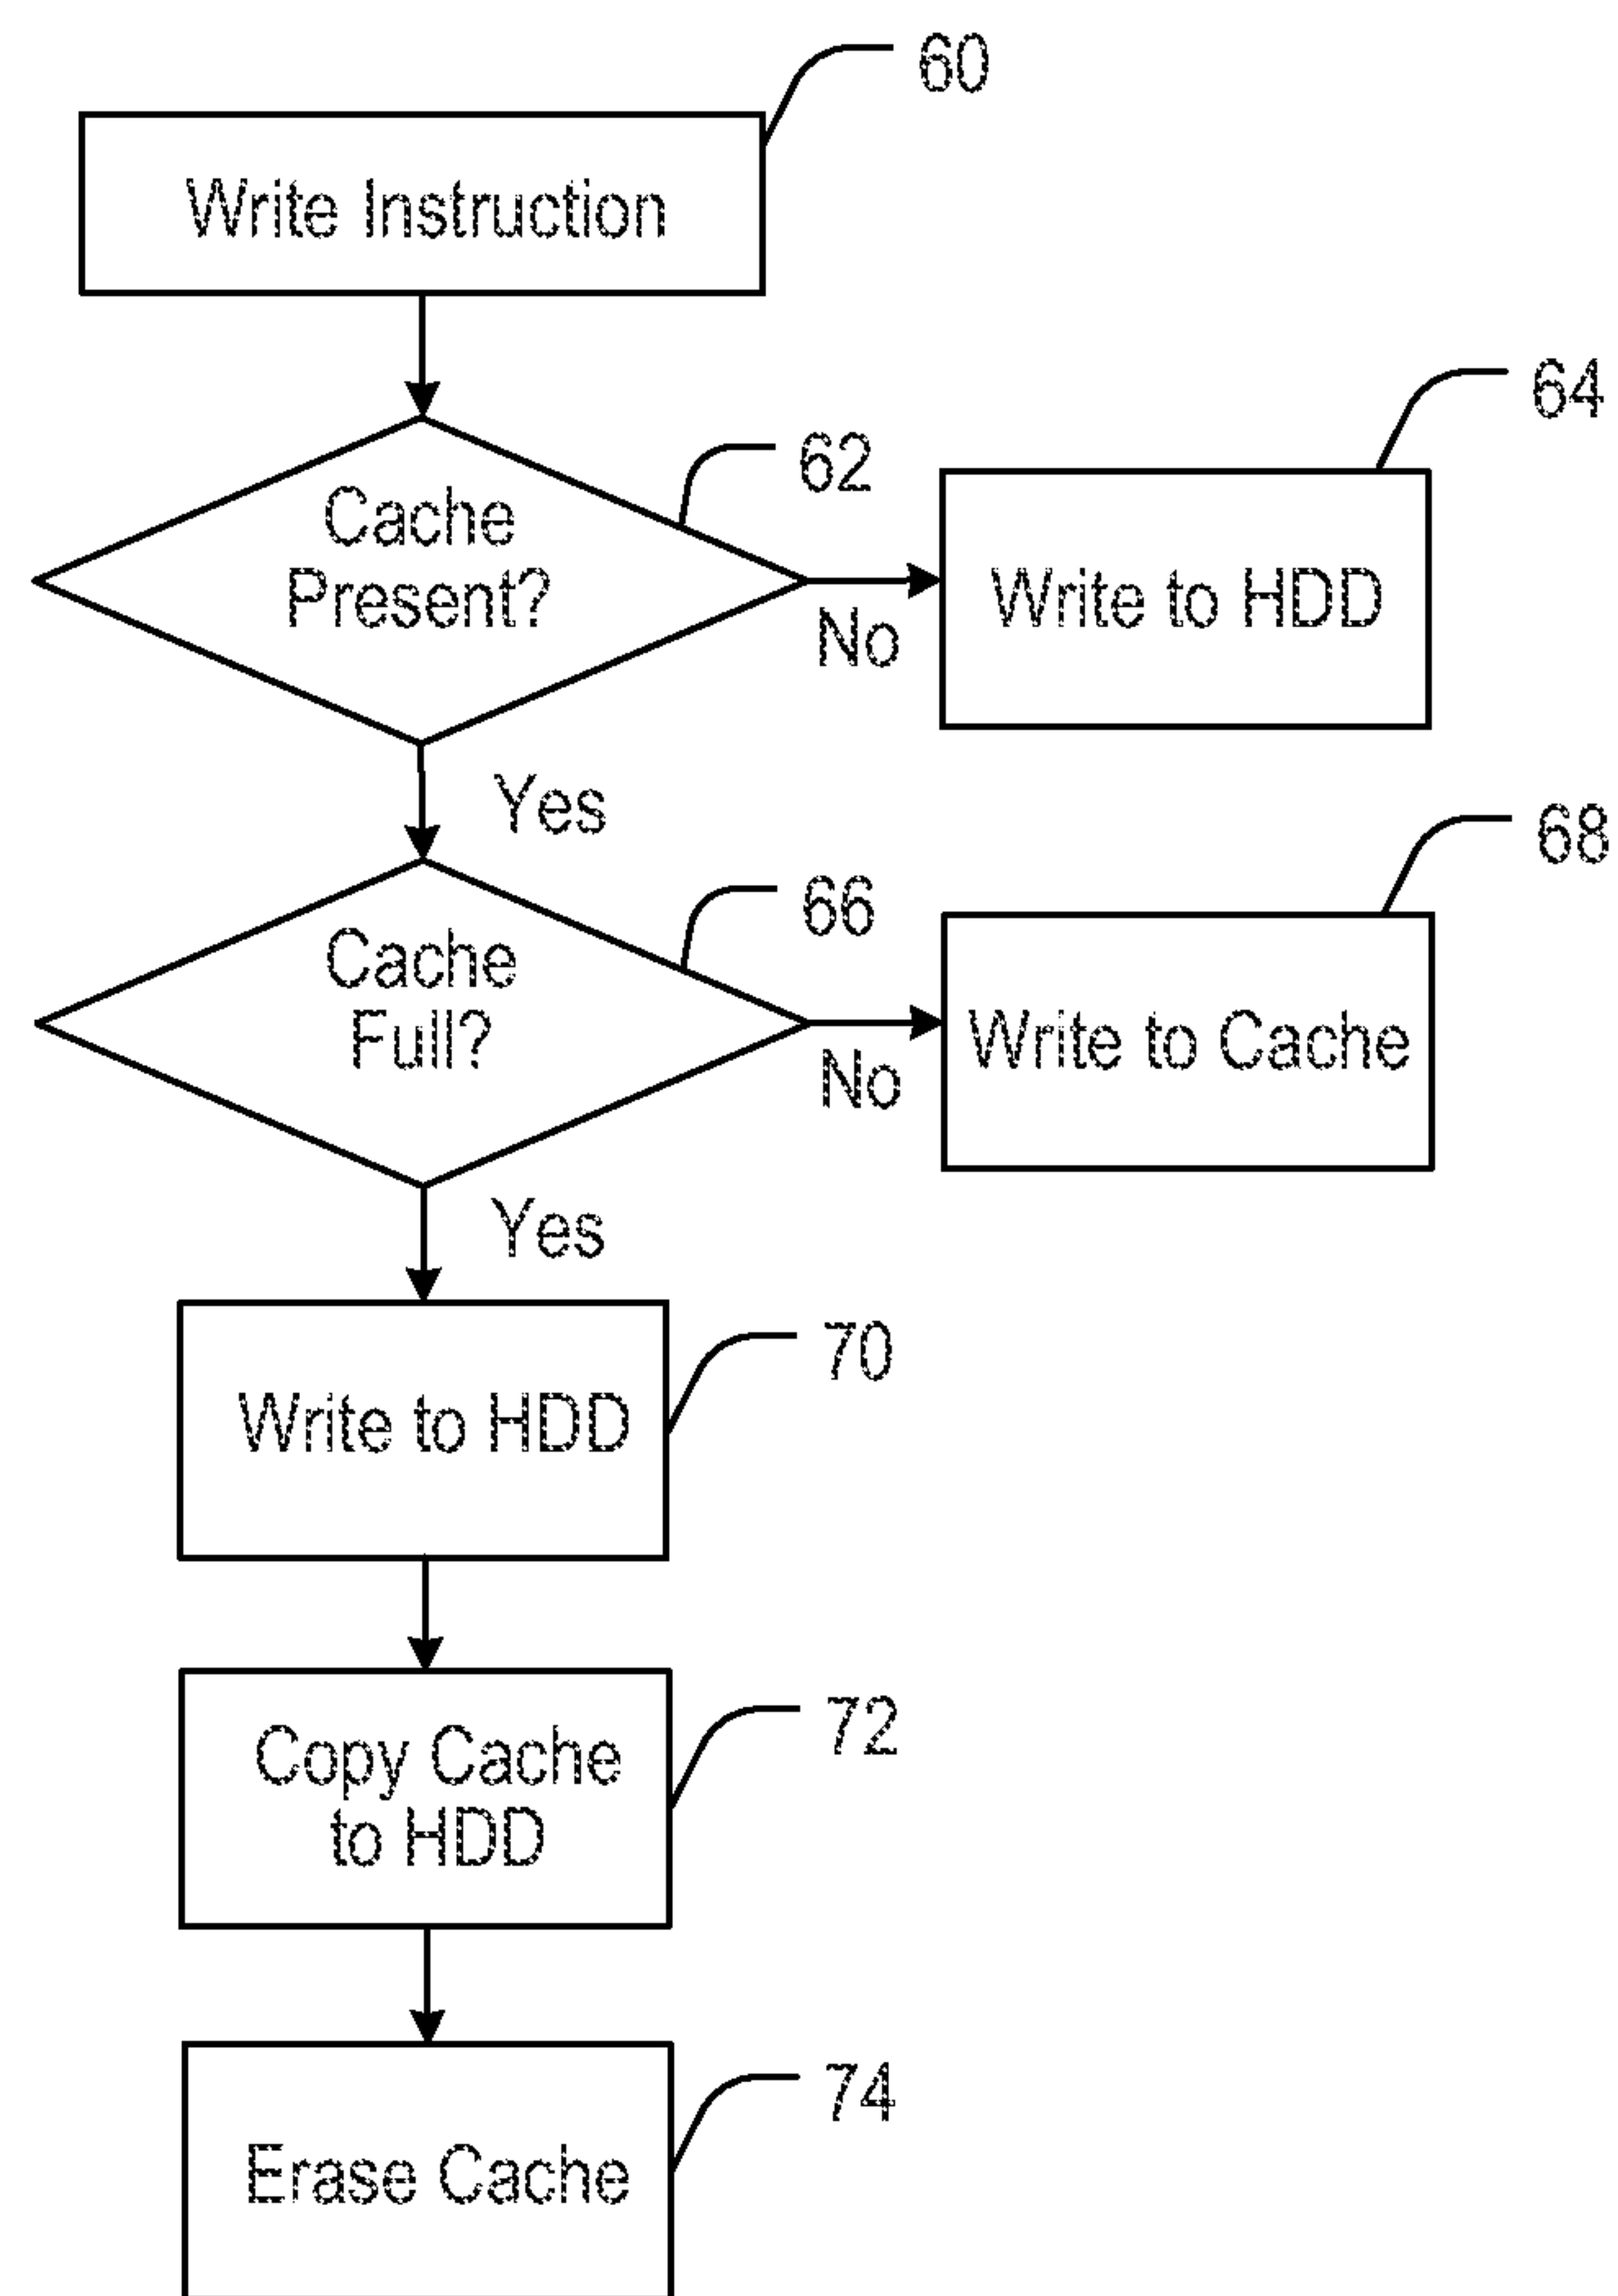 60
Write Instruction
64
62
Cache
Present?
Write to HDD
No
Yes
68
66
Cache
Full?
Write to Cache
No
Yes
70
Write to HDD
72
Copy Cache
to HDD
74
Erase Cache